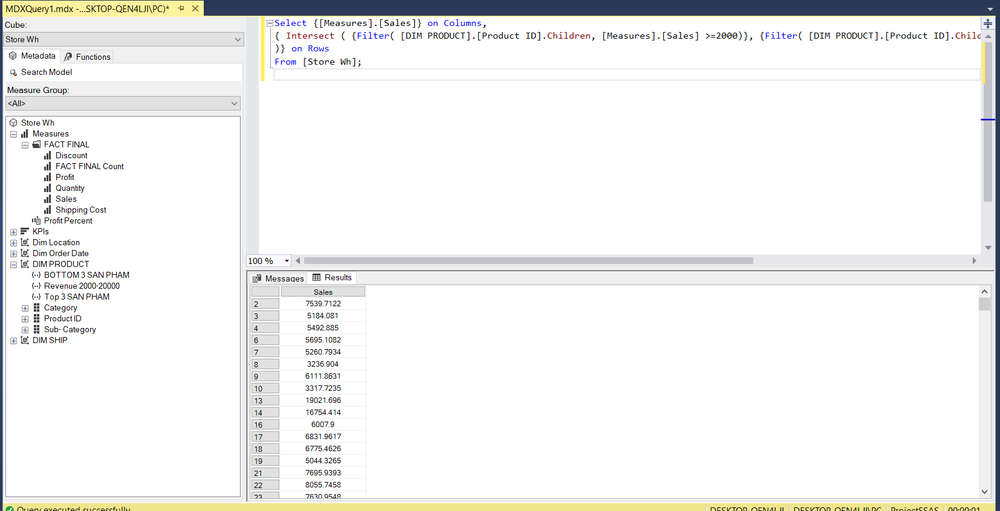 MDXQuery1.mdx -...SKTOP-QEN4LJI\PC)*
Cube:
Store Wh
Metadata
Functions
Search Model
Measure Group:
<All>
Store Wh
Measures
FACT FINAL
Discount
FACT FINAL Count
Profit
Quantity
Sales
Shipping Cost
Profit Percent
KPIs
Dim Location
Dim Order Date
DIM PRODUCT
BOTTOM 3 SAN PHAM
Revenue 2000-20000
Top 3 SAN PHAM
Category
Product ID
Sub- Category
DIM SHIP
Select {[Measures].[Sales]} on Columns,
{ Intersect ( {Filter( [DIM PRODUCT].[Product ID].Children, [Measures].[Sales] >=2000)}, {Filter( [DIM PRODUCT].[Product ID].Chilc
)} on Rows
From [Store Wh];
100 %
Messages
Results
Sales
2 7539.7122
3 5184.081
4 5492.885
6 5695.1082
7 5260.7934
8 3236.904
9 6111.8631
10 3317.7235
13 19021.696
14 16754.414
16 6007.9
17 6831.9617
18 6775.4626
19 5044.3265
21 7695.9393
22 8055.7458
23 7630.9548
Query executed successfully
DESKTOP-QEN4LJI
DESKTOP-QEN4LJI\PC
ProjectSSAS
00:00:01